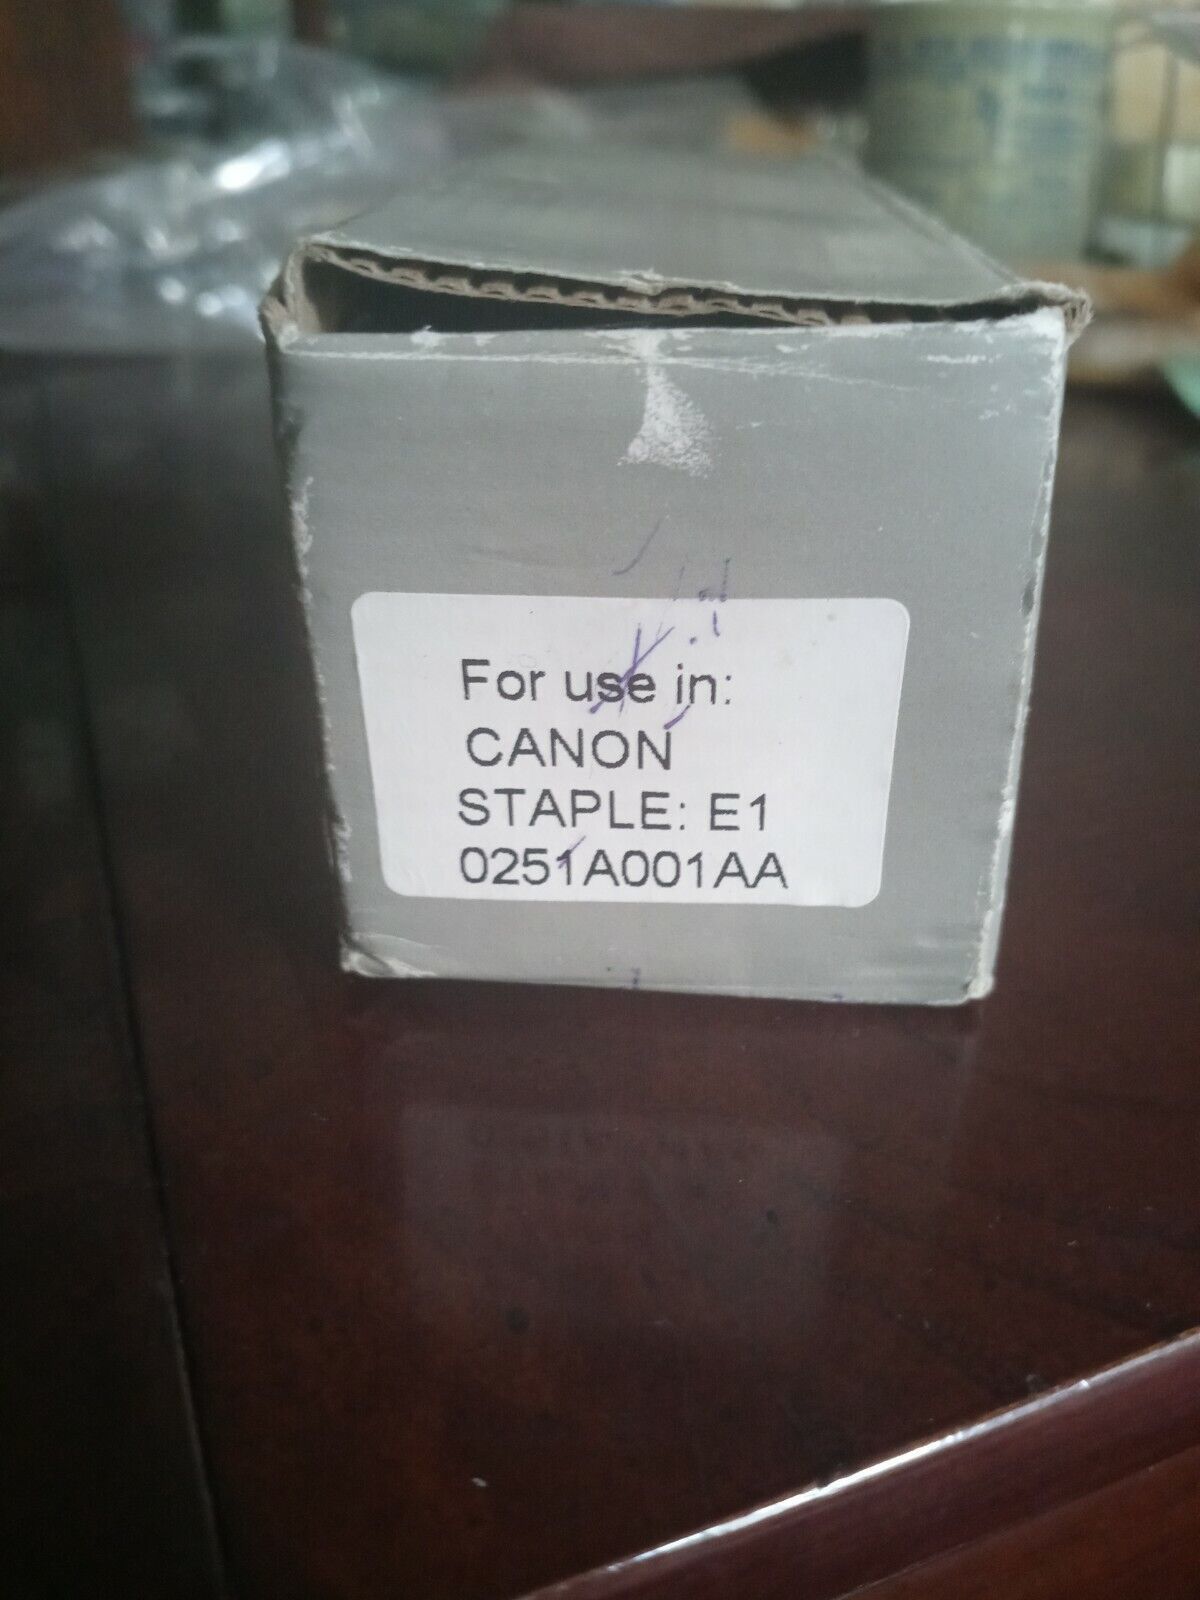 For use in:
CANON
STAPLE: E1
0251A001AA